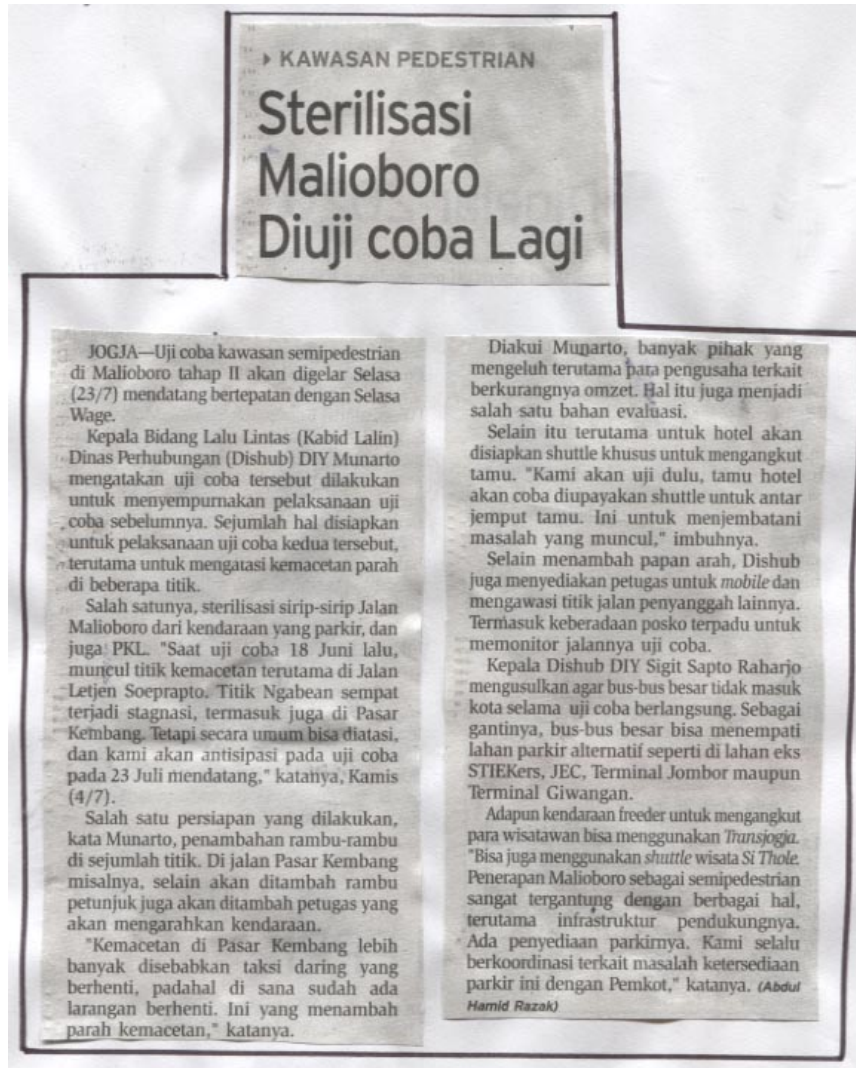 KAWASAN PEDESTRIAN
Sterilisasi
Malioboro
Diuji coba Lagi
JOGJA—Uji coba kawasan semipedestrian
di Malioboro tahap II akan digelar Selasa
(23/7) mendatang bertepatan dengan Selasa
Wage.
Kepala Bidang Lalu Lintas (Kabid Lalin)
Dinas Perhubungan (Dishub) DIY Munarto
mengatakan uji coba tersebut dilakukan
untuk menyempurnakan pelaksanaan uji
coba sebelumnya. Sejumlah hal disiapkan
untuk pelaksanaan uji coba kedua tersebut,
terutama untuk mengatasi kemacetan parah
di beberapa titik.
Salah satunya, sterilisasi sirip-sirip Jalan
Malioboro dari kendaraan yang parkir, dan
juga PKL. "Saat uji coba 18 Juni lalu,
muncul titik kemacetan terutama di Jalan
Letjen Soeprapto. Titik Ngabean sempat
terjadi stagnasi, termasuk juga di Pasar
Kembang. Tetapi secara umum bisa diatasi,
dan kami akan antisipasi pada uji coba
pada 23 Juli mendatang," katanya, Kamis
(4/7).
Salah satu persiapan yang dilakukan,
kata Munarto, penambahan rambu-rambu
di sejumlah titik. Di jalan Pasar Kembang
misalnya, selain akan ditambah rambu
petunjuk juga akan ditambah petugas yang
akan mengarahkan kendaraan.
"Kemacetan di Pasar Kembang lebih
banyak disebabkan taksi daring yang
berhenti, padahal di sana sudah ada
larangan berhenti. Ini yang menambah
parah kemacetan," katanya.
Diakui Munarto, banyak pihak yang
mengeluh terutama para pengusaha terkait
berkurangnya omzet. Hal itu juga menjadi
salah satu bahan evaluasi.
Selain itu terutama untuk hotel akan
disiapkan shuttle khusus untuk mengangkut
tamu. "Kami akan uji dulu, tamu hotel
akan coba diupayakan shuttle untuk antar
jemput tamu. Ini untuk menjembatani
masalah yang muncul," imbuhnya.
Selain menambah papan arah, Dishub
juga menyediakan petugas untuk mobile dan
mengawasi titik jalan penyanggah lainnya.
Termasuk keberadaan posko terpadu untuk
memonitor jalannya uji coba.
Kepala Dishub DIY Sigit Sapto Raharjo
mengusulkan agar bus-bus besar tidak masuk
kota selama uji coba berlangsung. Sebagai
gantinya, bus-bus besar bisa menempati
lahan parkir alternatif seperti di lahan eks
STIEKers, JEC, Terminal Jombor maupun
Terminal Giwangan.
Adapun kendaraan freeder untuk mengangkut
para wisatawan bisa menggunakan Transjogja.
"Bisa juga menggunakan shuttle wisata Si Thole.
Penerapan Malioboro sebagai semipedestrian
sangat tergantung dengan berbagai hal,
terutama infrastruktur pendukungnya.
Ada penyediaan parkirnya. Kami selalu
berkoordinasi terkait masalah ketersediaan
parkir ini dengan Pemkot," katanya. (Abdul
Hamid Razak)